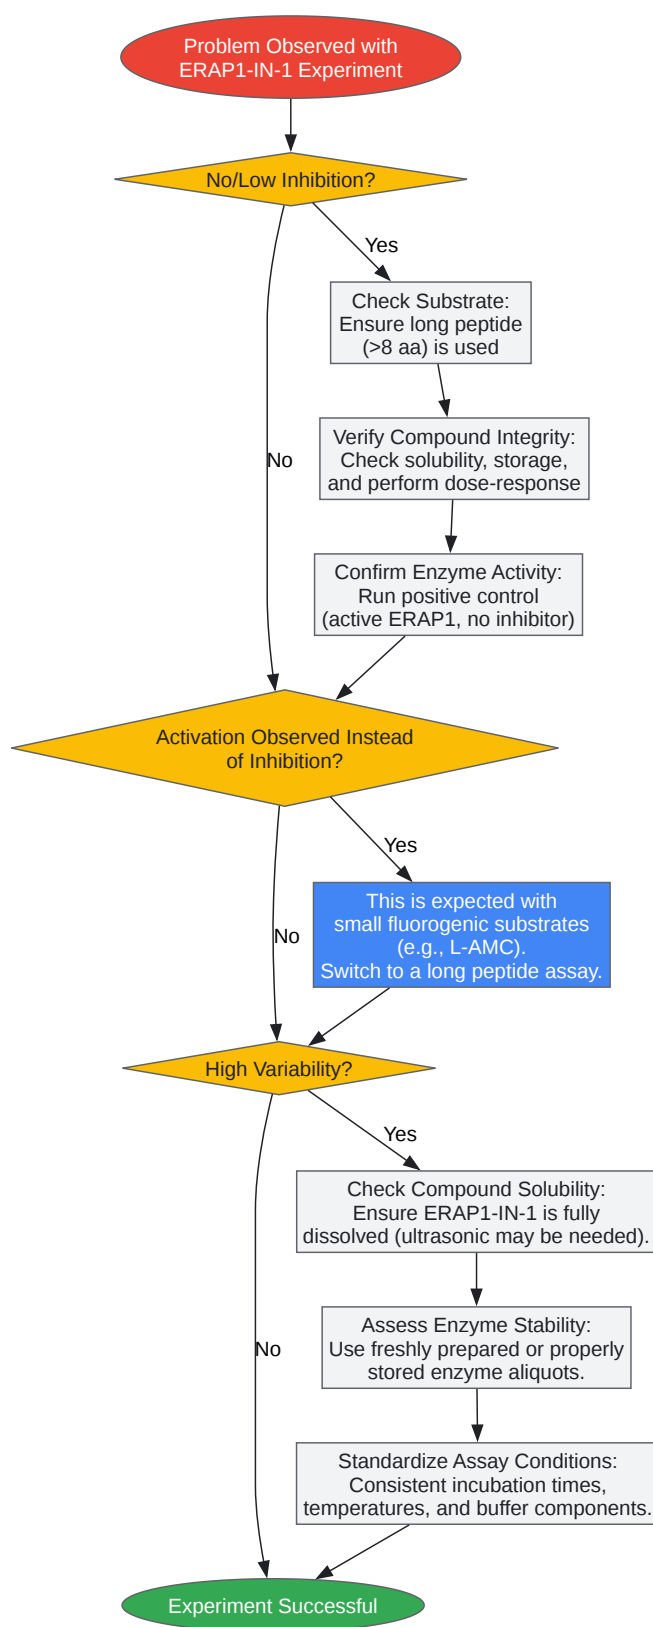 Problem Observed with
ERAP1-IN-1 Experiment
No/Low Inhibition?
Yes
Check Substrate:
Ensure long peptide
(>8 aa) is used
Verify Compound Integrity:
Check solubility, storage,
and perform dose-response
No
Confirm Enzyme Activity:
Run positive control
(active ERAP1, no inhibitor)
Activation Observed Instead
of Inhibition?
Yes
This is expected with
small fluorogenic substrates
(e.g., L-AMC).
Switch to a long peptide assay.
No
High Variability?
Yes
Check Compound Solubility:
Ensure ERAP1-IN-1 is fully
dissolved (ultrasonic may be needed).
Assess Enzyme Stability:
Use freshly prepared or properly
stored enzyme aliquots.
No
Standardize Assay Conditions:
Consistent incubation times,
temperatures, and buffer components.
Experiment Successful